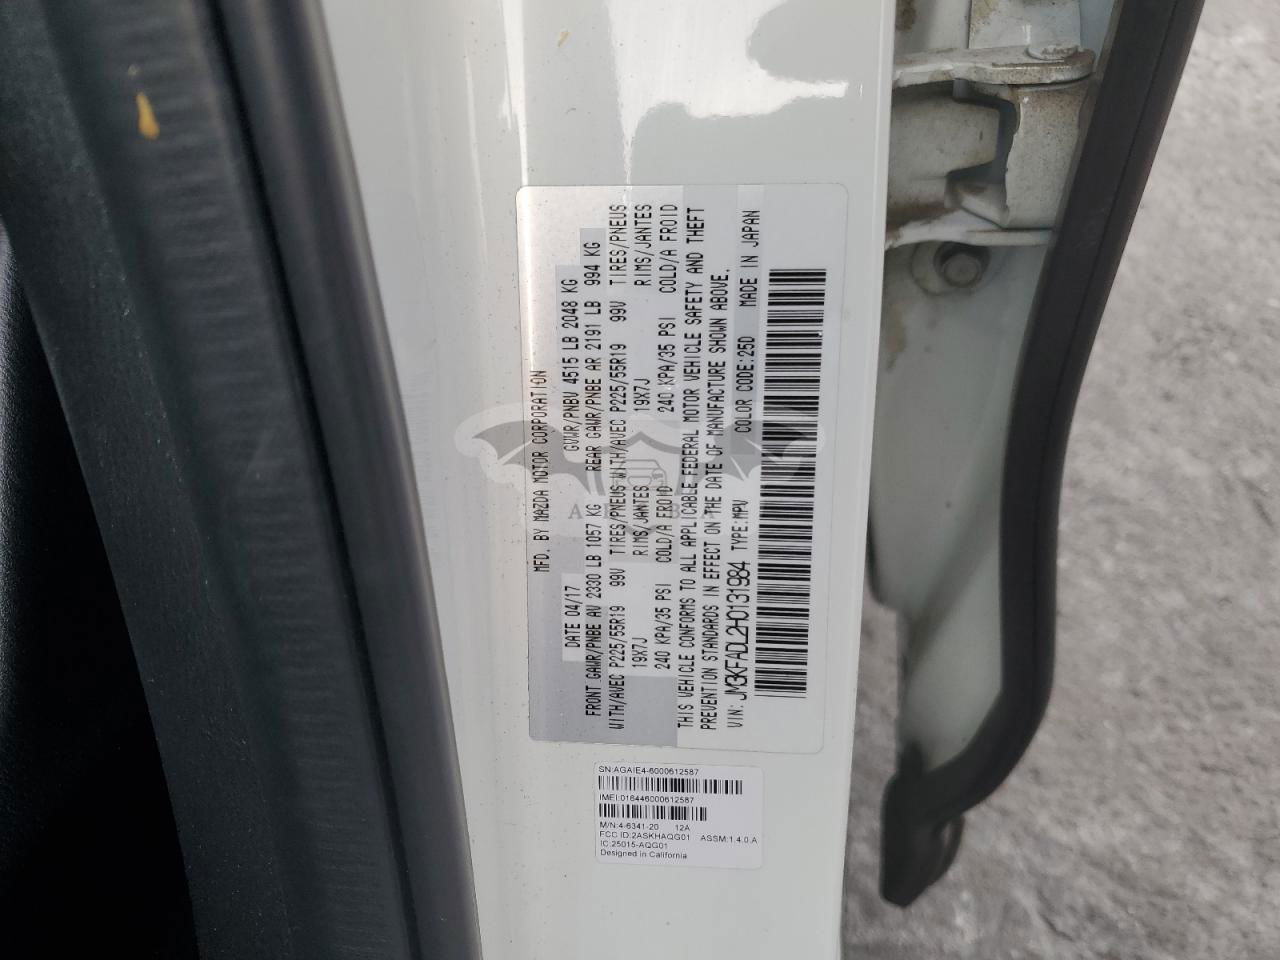 MFD. BY MAZDA MOTOR CORPORATION
DATE 04/17 GVWR/PNBV 4515 LB 2048 KG
FRONT GAWR/PNBE AV 2330 LB 1057 KG REAR GAWR/PNBE AR 2191 LB 994 KG
WITH/AVEC P225/55R19 99V TIRES/PNEUS WITH/AVEC P225/55R19 99V TIRES/PNEUS
19X7J RIMS/JANTES 19X7J RIMS/JANTES
240 KPA/35 PSI COLD/A FROID 240 KPA/35 PSI COLD/A FROID
THIS VEHICLE CONFORMS TO ALL APPLICABLE FEDERAL MOTOR VEHICLE SAFETY AND THEFT
PREVENTION STANDARDS IN EFFECT ON THE DATE OF MANUFACTURE SHOWN ABOVE.
VIN: JM3KFADL2H0131984 TYPE:MPV COLOR CODE:25D MADE IN JAPAN
SN:AGAIE4-6000612587
IMEI:016446000612587
M/N:4-6341-20 12A
FCC ID:2ASKHAQG01 ASSM:1.4.0.A
IC:25015-AQG01
Designed in California